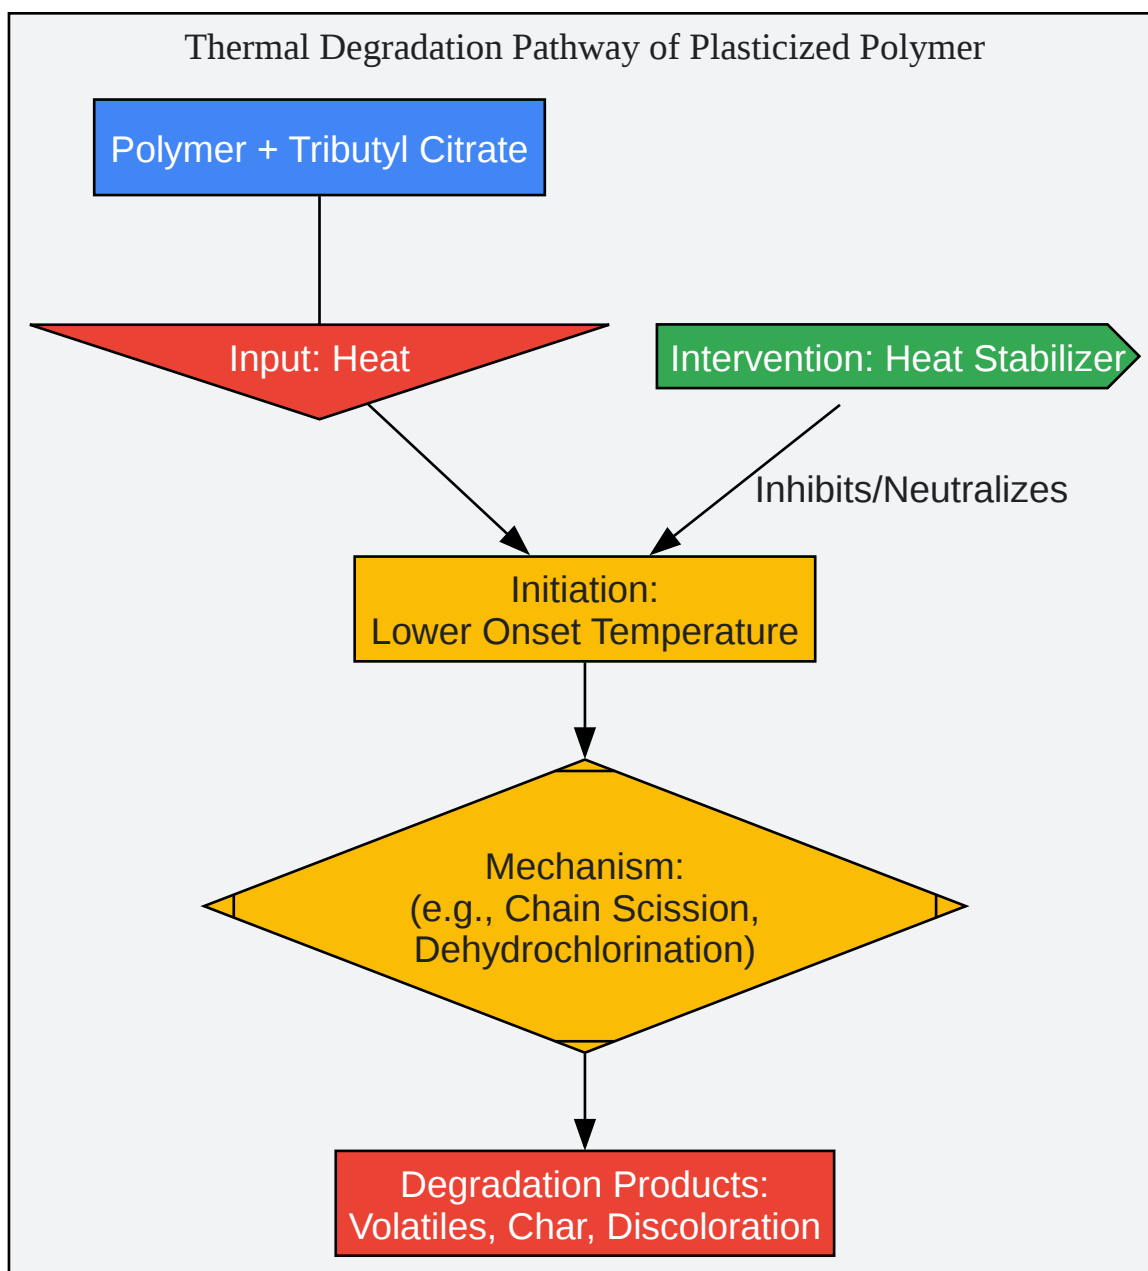 Thermal Degradation Pathway of Plasticized Polymer
Polymer + Tributyl Citrate
Input: Heat
Intervention: Heat Stabilizer
Inhibits/Neutralizes
Initiation:
Lower Onset Temperature
Mechanism:
(e.g., Chain Scission,
Dehydrochlorination)
Degradation Products:
Volatiles, Char, Discoloration